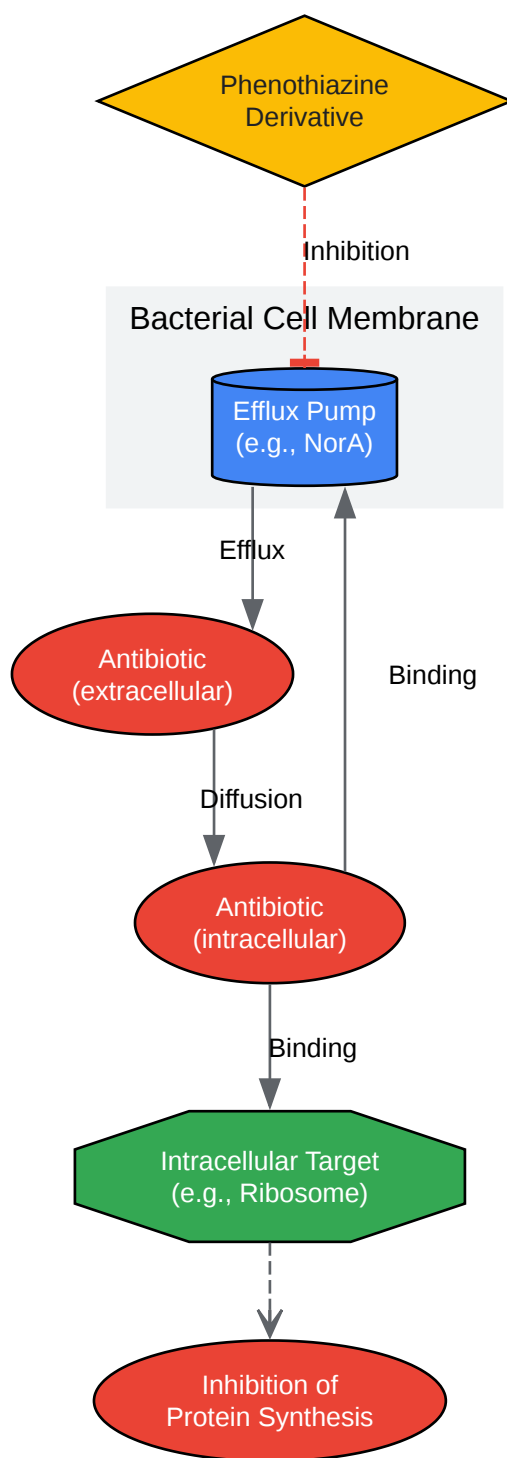 Phenothiazine
Derivative
Inhibition
Bacterial Cell Membrane
Efflux Pump
(e.g., NorA)
Efflux
Antibiotic
(extracellular)
Binding
Diffusion
Antibiotic
(intracellular)
Binding
Intracellular Target
(e.g., Ribosome)
Inhibition of
Protein Synthesis